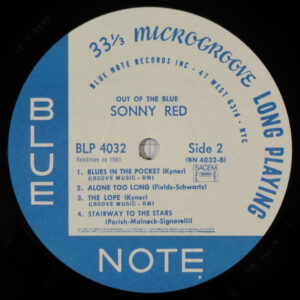 33⅓ MICROGROOVE LONG PLAYING
BLUE NOTE RECORDS INC • 47 WEST 63rd • NYC
OUT OF THE BLUE
SONNY RED
BLP 4032
Side 2
Réédition de 1983
(BN 4032-B)
SACEM
1. BLUES IN THE POCKET (Kyner)
GROOVE MUSIC - BMI
2. ALONE TOO LONG (Fields-Schwartz)
3. THE LOPE (Kyner)
GROOVE MUSIC - BMI
4. STAIRWAY TO THE STARS
(Parish-Malneck-Signorelli)
BLUE
NOTE